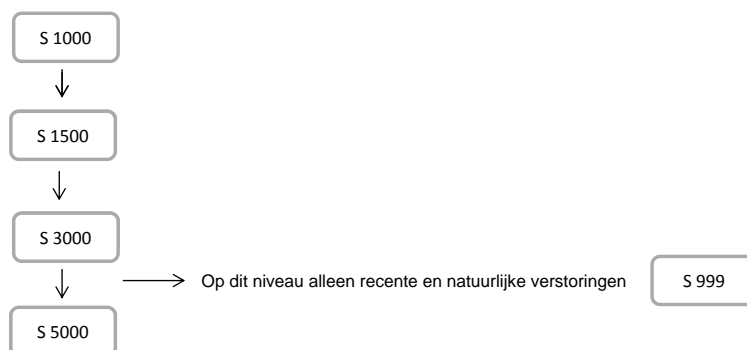 S 1000
S 1500
S 3000
Op dit niveau alleen recente en natuurlijke verstoringen
S 999
S 5000